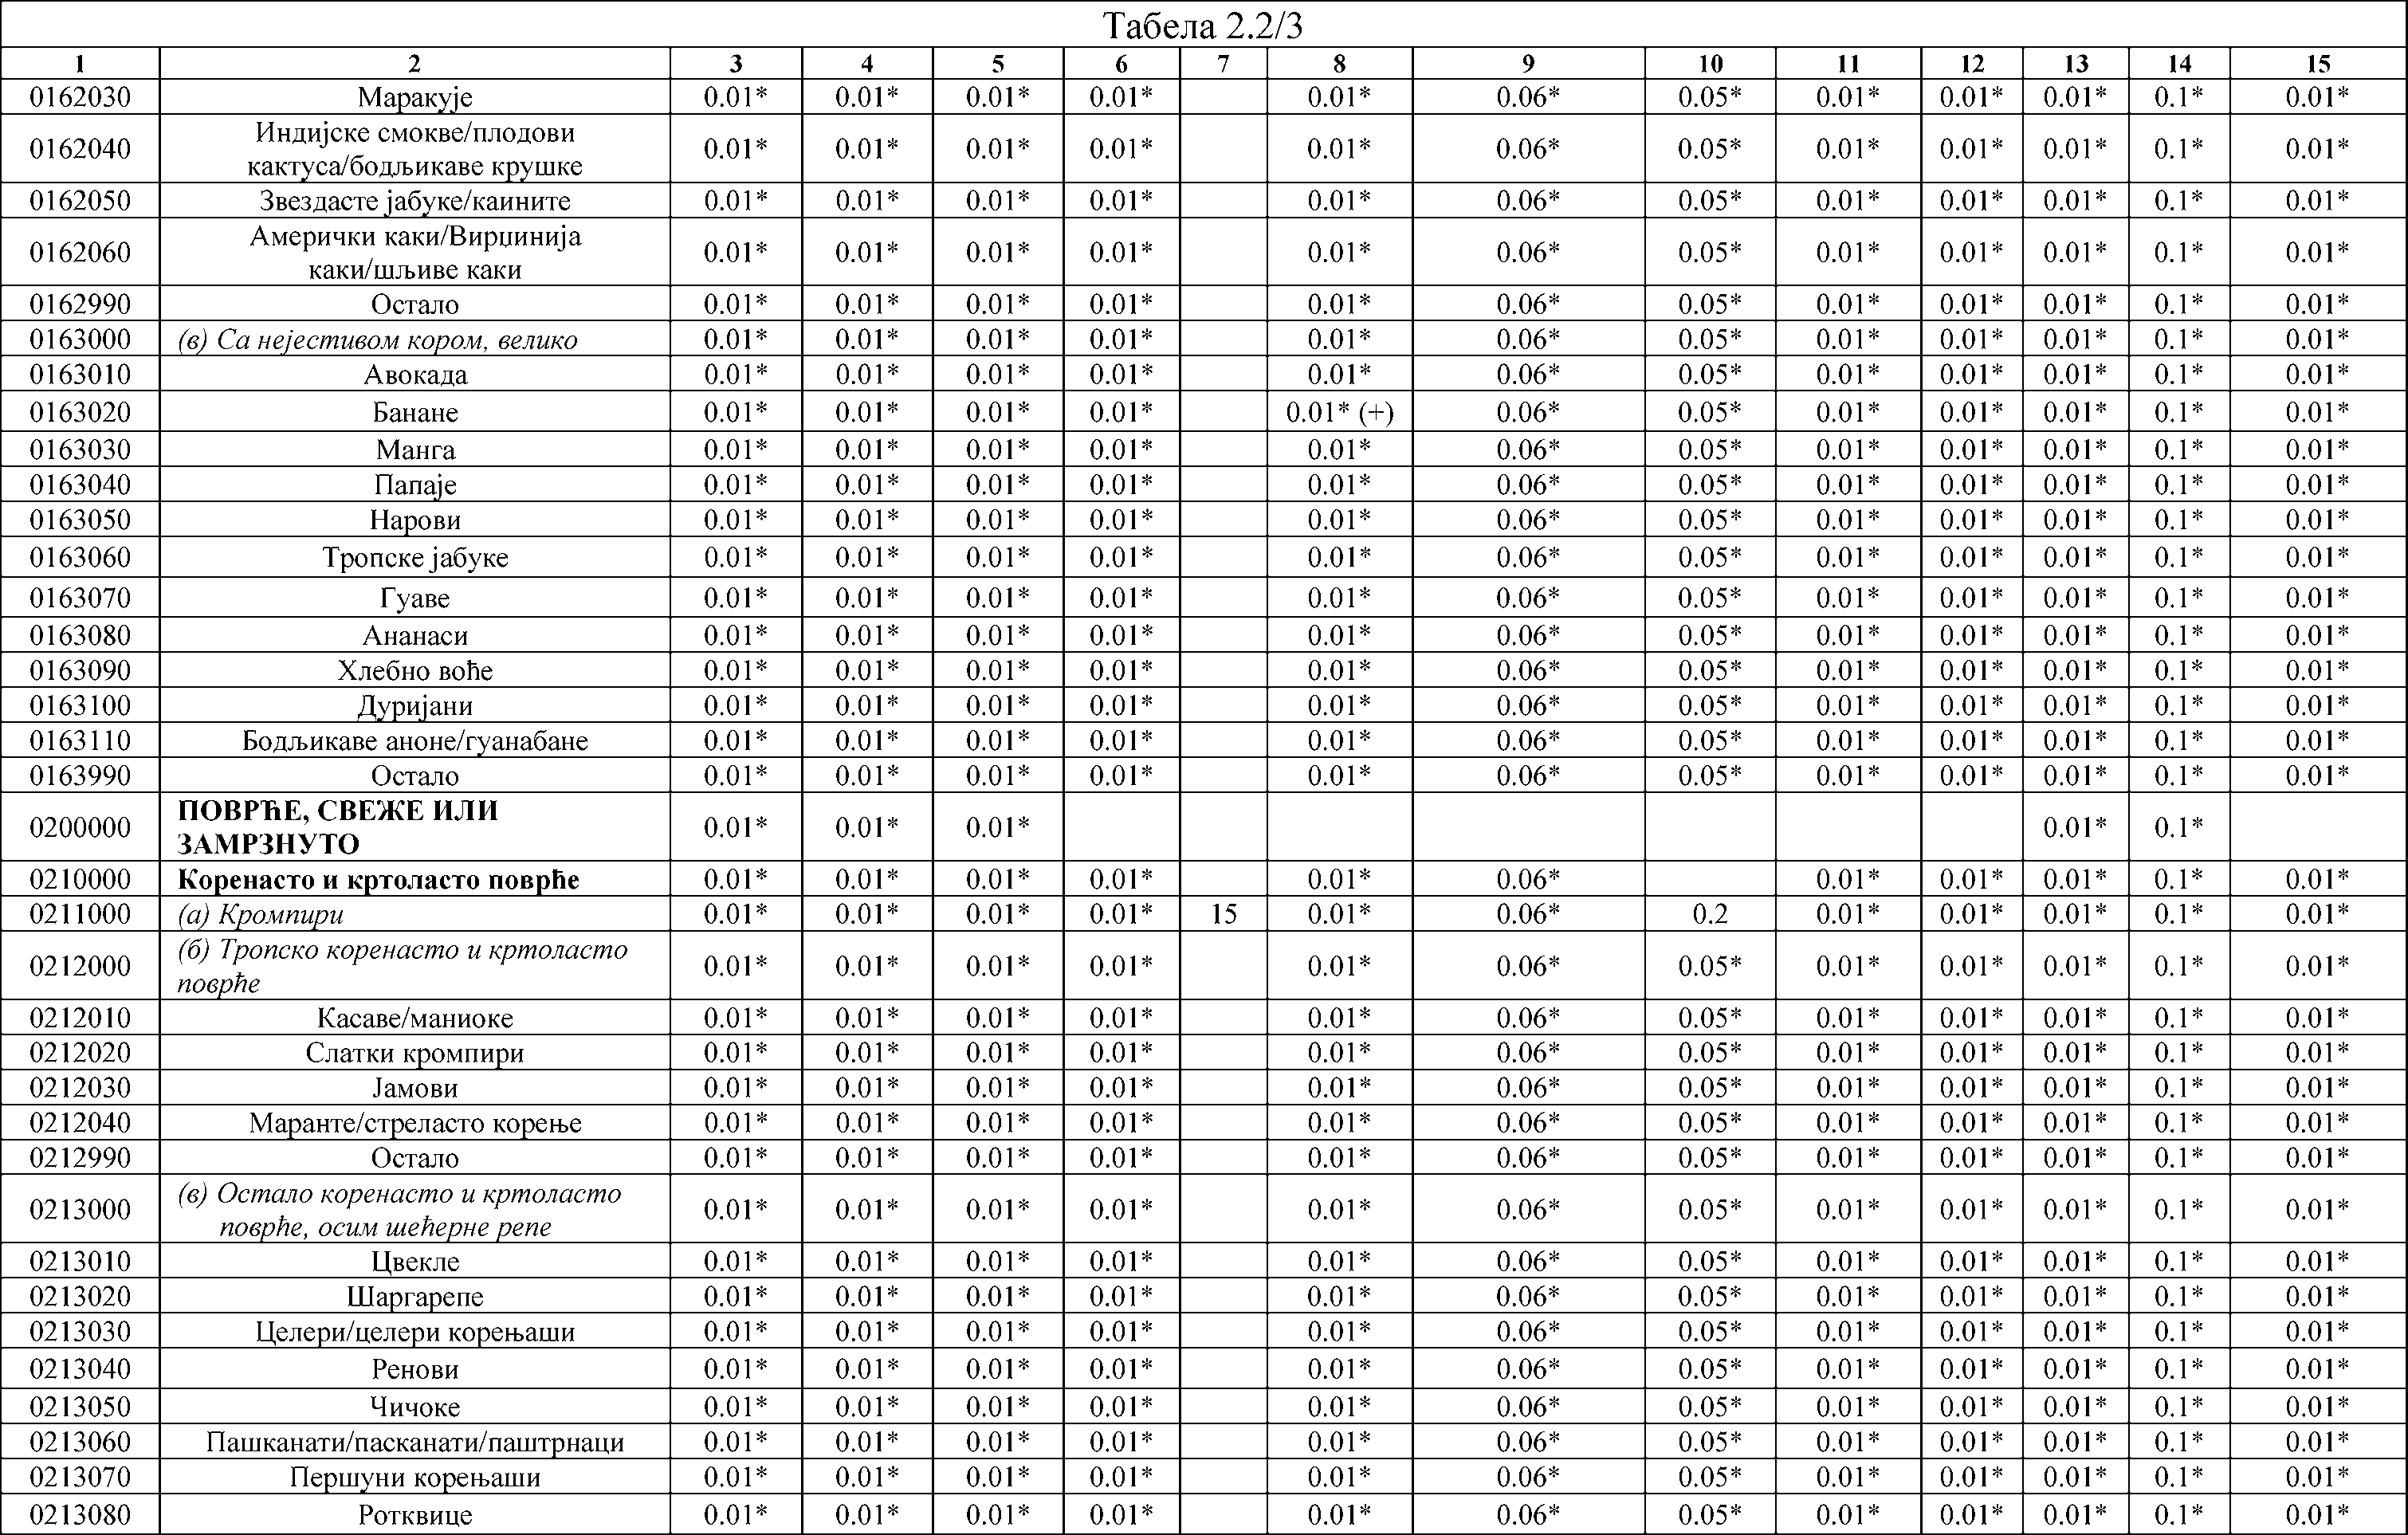 Табела 2.2/3
1 2 3 4 5 6 7 8 9 10 11 12 13 14 15
0162030 Маракује 0.01* 0.01* 0.01* 0.01* 0.01* 0.06* 0.05* 0.01* 0.01* 0.01* 0.1* 0.01*
Индијске смокве/плодови
0162040 0.01* 0.01* 0.01* 0.01* 0.01* 0.06* 0.05* 0.01* 0.01* 0.01* 0.1* 0.01*
кактуса/бодљикаве крушке
0162050 Звездасте јабуке/каините 0.01* 0.01* 0.01* 0.01* 0.01* 0.06* 0.05* 0.01* 0.01* 0.01* 0.1* 0.01*
Амерички каки/Вирџинија
0162060 0.01* 0.01* 0.01* 0.01* 0.01* 0.06* 0.05* 0.01* 0.01* 0.01* 0.1* 0.01*
каки/шљиве каки
0162990 Остало 0.01* 0.01* 0.01* 0.01* 0.01* 0.06* 0.05* 0.01* 0.01* 0.01* 0.1* 0.01*
0163000 (в) Са нејестивом кором, велико 0.01* 0.01* 0.01* 0.01* 0.01* 0.06* 0.05* 0.01* 0.01* 0.01* 0.1* 0.01*
0163010 Авокада 0.01* 0.01* 0.01* 0.01* 0.01* 0.06* 0.05* 0.01* 0.01* 0.01* 0.1* 0.01*
0163020 Банане 0.01* 0.01* 0.01* 0.01* 0.01* (+) 0.06* 0.05* 0.01* 0.01* 0.01* 0.1* 0.01*
0163030 Манга 0.01* 0.01* 0.01* 0.01* 0.01* 0.06* 0.05* 0.01* 0.01* 0.01* 0.1* 0.01*
0163040 Папаје 0.01* 0.01* 0.01* 0.01* 0.01* 0.06* 0.05* 0.01* 0.01* 0.01* 0.1* 0.01*
0163050 Нарови 0.01* 0.01* 0.01* 0.01* 0.01* 0.06* 0.05* 0.01* 0.01* 0.01* 0.1* 0.01*
0163060 Тропске јабуке 0.01* 0.01* 0.01* 0.01* 0.01* 0.06* 0.05* 0.01* 0.01* 0.01* 0.1* 0.01*
0163070 Гуаве 0.01* 0.01* 0.01* 0.01* 0.01* 0.06* 0.05* 0.01* 0.01* 0.01* 0.1* 0.01*
0163080 Ананаси 0.01* 0.01* 0.01* 0.01* 0.01* 0.06* 0.05* 0.01* 0.01* 0.01* 0.1* 0.01*
0163090 Хлебно воће 0.01* 0.01* 0.01* 0.01* 0.01* 0.06* 0.05* 0.01* 0.01* 0.01* 0.1* 0.01*
0163100 Дуријани 0.01* 0.01* 0.01* 0.01* 0.01* 0.06* 0.05* 0.01* 0.01* 0.01* 0.1* 0.01*
0163110 Бодљикаве аноне/гуанабане 0.01* 0.01* 0.01* 0.01* 0.01* 0.06* 0.05* 0.01* 0.01* 0.01* 0.1* 0.01*
0163990 Остало 0.01* 0.01* 0.01* 0.01* 0.01* 0.06* 0.05* 0.01* 0.01* 0.01* 0.1* 0.01*
ПОВРЋЕ, СВЕЖЕ ИЛИ
0200000 0.01* 0.01* 0.01* 0.01* 0.1*
ЗАМРЗНУТО
0210000 Коренасто и кртоласто поврће 0.01* 0.01* 0.01* 0.01* 0.01* 0.06* 0.01* 0.01* 0.01* 0.1* 0.01*
0211000 (а) Кромпири 0.01* 0.01* 0.01* 0.01* 15 0.01* 0.06* 0.2 0.01* 0.01* 0.01* 0.1* 0.01*
(б) Тропско коренасто и кртоласто
0212000 0.01* 0.01* 0.01* 0.01* 0.01* 0.06* 0.05* 0.01* 0.01* 0.01* 0.1* 0.01*
поврће
0212010 Касаве/маниоке 0.01* 0.01* 0.01* 0.01* 0.01* 0.06* 0.05* 0.01* 0.01* 0.01* 0.1* 0.01*
0212020 Слатки кромпири 0.01* 0.01* 0.01* 0.01* 0.01* 0.06* 0.05* 0.01* 0.01* 0.01* 0.1* 0.01*
0212030 Јамови 0.01* 0.01* 0.01* 0.01* 0.01* 0.06* 0.05* 0.01* 0.01* 0.01* 0.1* 0.01*
0212040 Маранте/стреласто корење 0.01* 0.01* 0.01* 0.01* 0.01* 0.06* 0.05* 0.01* 0.01* 0.01* 0.1* 0.01*
0212990 Остало 0.01* 0.01* 0.01* 0.01* 0.01* 0.06* 0.05* 0.01* 0.01* 0.01* 0.1* 0.01*
(в) Остало коренасто и кртоласто
0213000 0.01* 0.01* 0.01* 0.01* 0.01* 0.06* 0.05* 0.01* 0.01* 0.01* 0.1* 0.01*
поврће, осим шећерне репе
0213010 Цвекле 0.01* 0.01* 0.01* 0.01* 0.01* 0.06* 0.05* 0.01* 0.01* 0.01* 0.1* 0.01*
0213020 Шаргарепе 0.01* 0.01* 0.01* 0.01* 0.01* 0.06* 0.05* 0.01* 0.01* 0.01* 0.1* 0.01*
0213030 Целери/целери корењаши 0.01* 0.01* 0.01* 0.01* 0.01* 0.06* 0.05* 0.01* 0.01* 0.01* 0.1* 0.01*
0213040 Ренови 0.01* 0.01* 0.01* 0.01* 0.01* 0.06* 0.05* 0.01* 0.01* 0.01* 0.1* 0.01*
0213050 Чичоке 0.01* 0.01* 0.01* 0.01* 0.01* 0.06* 0.05* 0.01* 0.01* 0.01* 0.1* 0.01*
0213060 Пашканати/пасканати/паштрнаци 0.01* 0.01* 0.01* 0.01* 0.01* 0.06* 0.05* 0.01* 0.01* 0.01* 0.1* 0.01*
0213070 Першуни корењаши 0.01* 0.01* 0.01* 0.01* 0.01* 0.06* 0.05* 0.01* 0.01* 0.01* 0.1* 0.01*
0213080 Ротквице 0.01* 0.01* 0.01* 0.01* 0.01* 0.06* 0.05* 0.01* 0.01* 0.01* 0.1* 0.01*